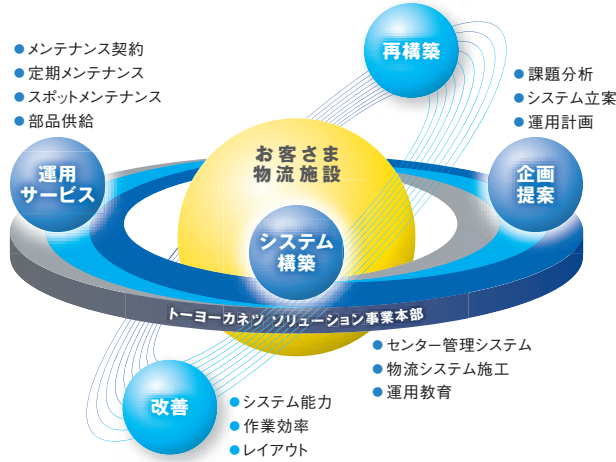 再構築
●メンテナンス契約
●定期メンテナンス
●スポットメンテナンス
●部品供給
●課題分析
●システム立案
●運用計画
お客さま
物流施設
運用
サービス
企画
提案
システム
構築
トーヨーカネツ ソリューション事業本部
●センター管理システム
●物流システム施工
●運用教育
改善
●システム能力
●作業効率
●レイアウト